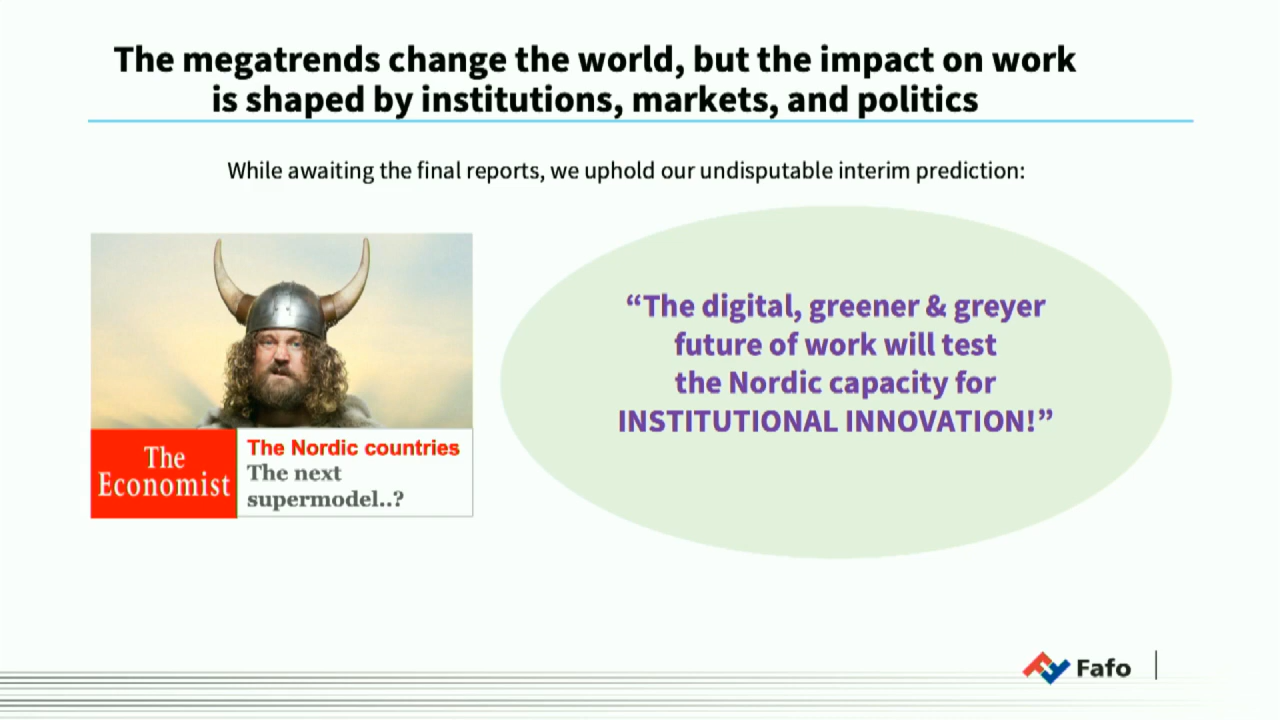 The megatrends change the world, but the impact on work
is shaped by institutions, markets, and politics
While awaiting the final reports, we uphold our undisputable interim prediction:
The
Economist
The Nordic countries
The next
supermodel..?
“The digital, greener & greyer
future of work will test
the Nordic capacity for
INSTITUTIONAL INNOVATION!”
Fafo